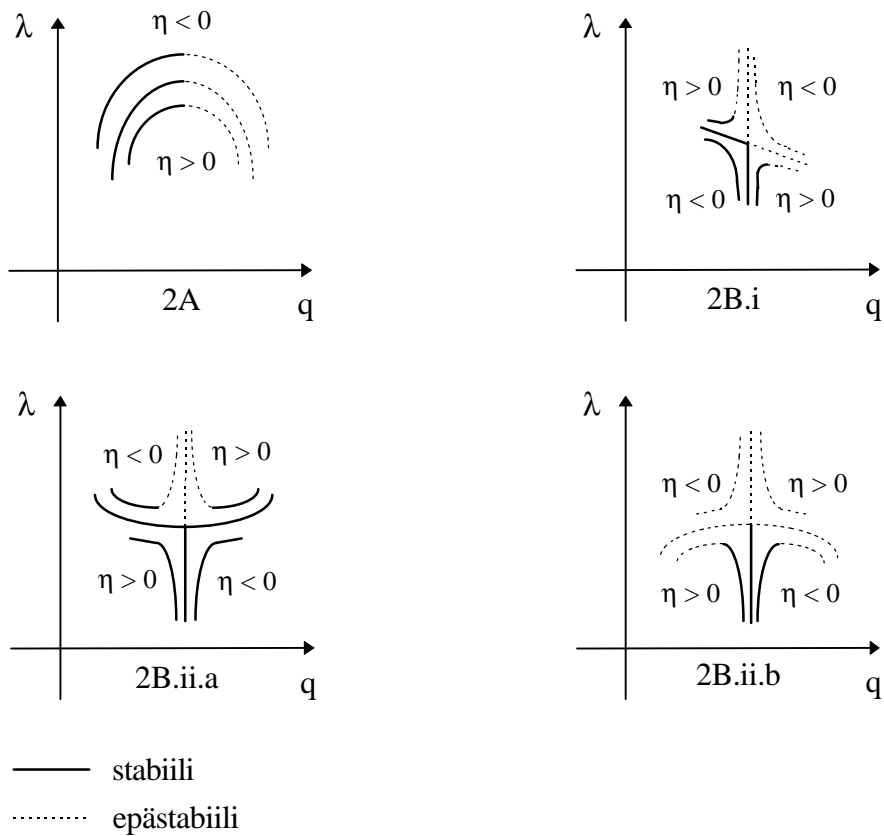 λ
η < 0
η > 0
2A
q
λ
η > 0
η < 0
η < 0
η > 0
2B.i
q
λ
η < 0
η > 0
η > 0
η < 0
2B.ii.a
q
λ
η < 0
η > 0
η > 0
η < 0
2B.ii.b
q
stabiili
epästabiili